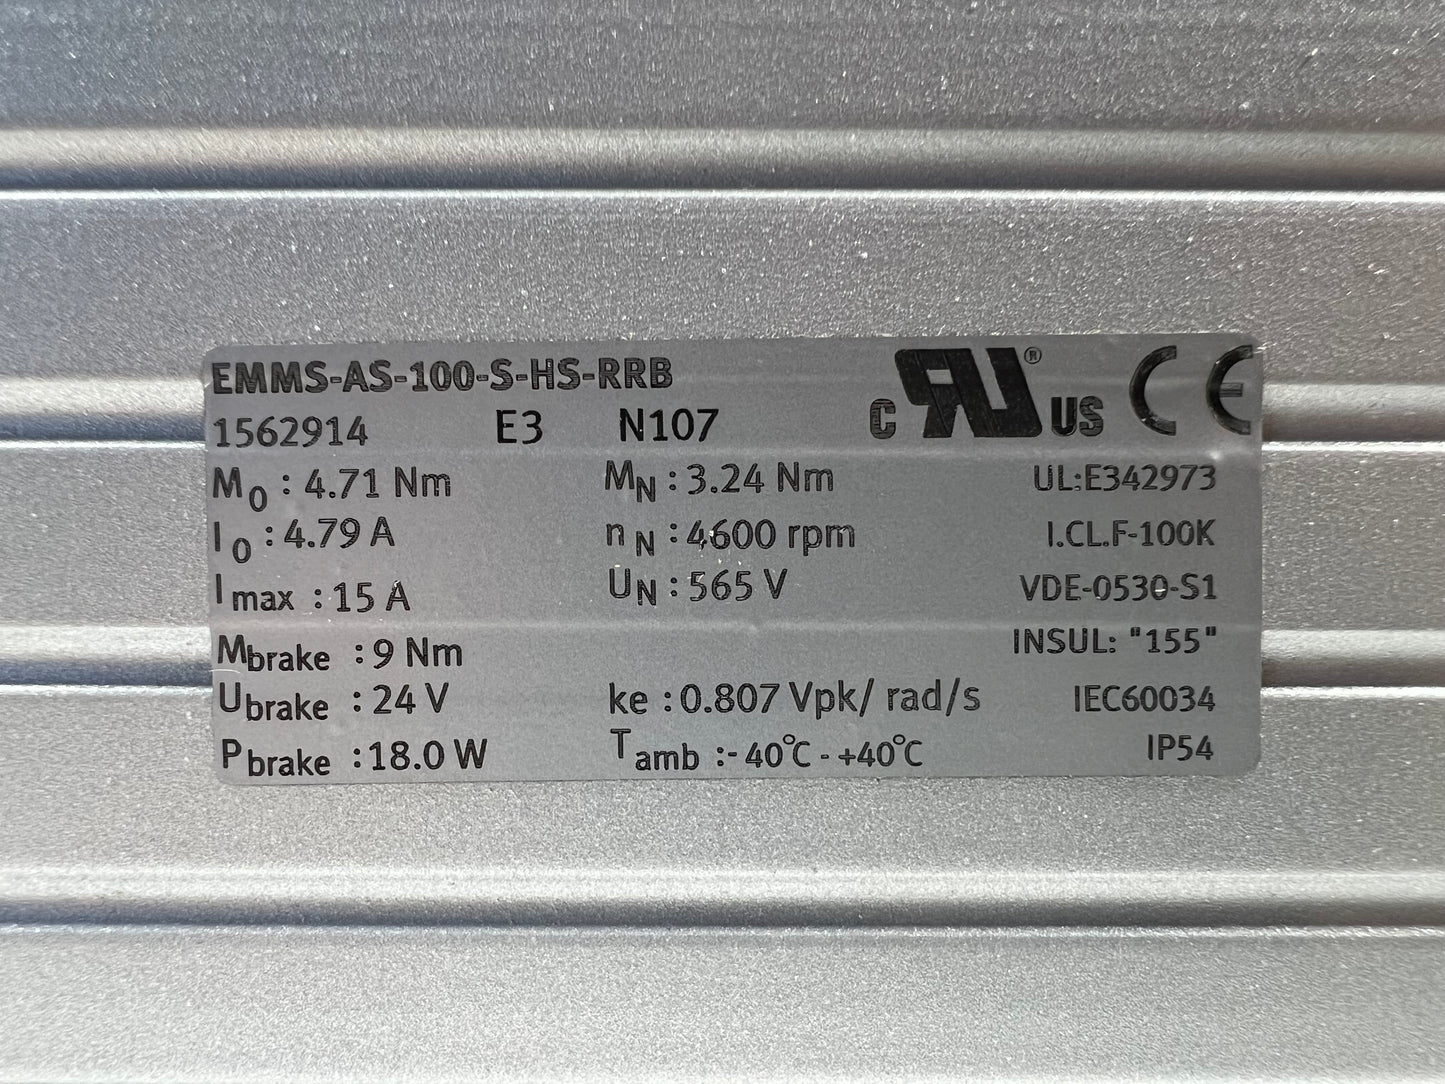 EMMS-AS-100-S-HS-RRB
1562914 E3 N107
c RU ® US CE
M0 : 4.71 Nm MN : 3.24 Nm UL:E342973
I0 : 4.79 A nN : 4600 rpm I.CL.F-100K
Imax : 15 A UN : 565 V VDE-0530-S1
Mbrake : 9 Nm INSUL: "155"
Ubrake : 24 V ke : 0.807 Vpk/ rad/s IEC60034
Pbrake : 18.0 W Tamb :- 40°C - +40°C IP54